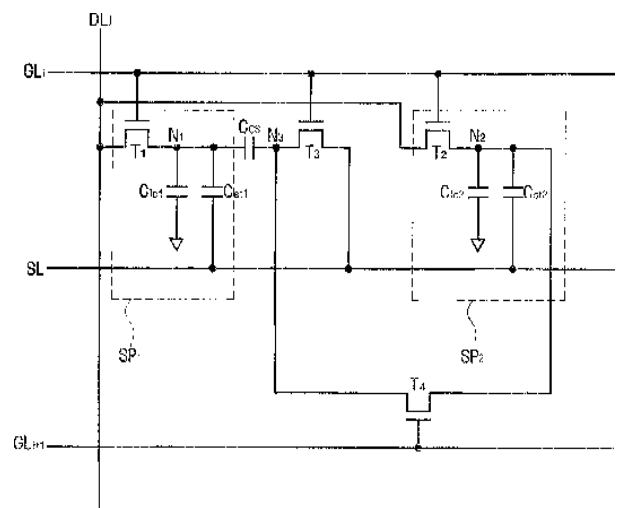 DLj
GLi
N1
CCS
N3
N2
T1
T3
T2
Clc1
Cst1
Clc2
Cst2
SL
SP1
SP2
T4
GLi+1